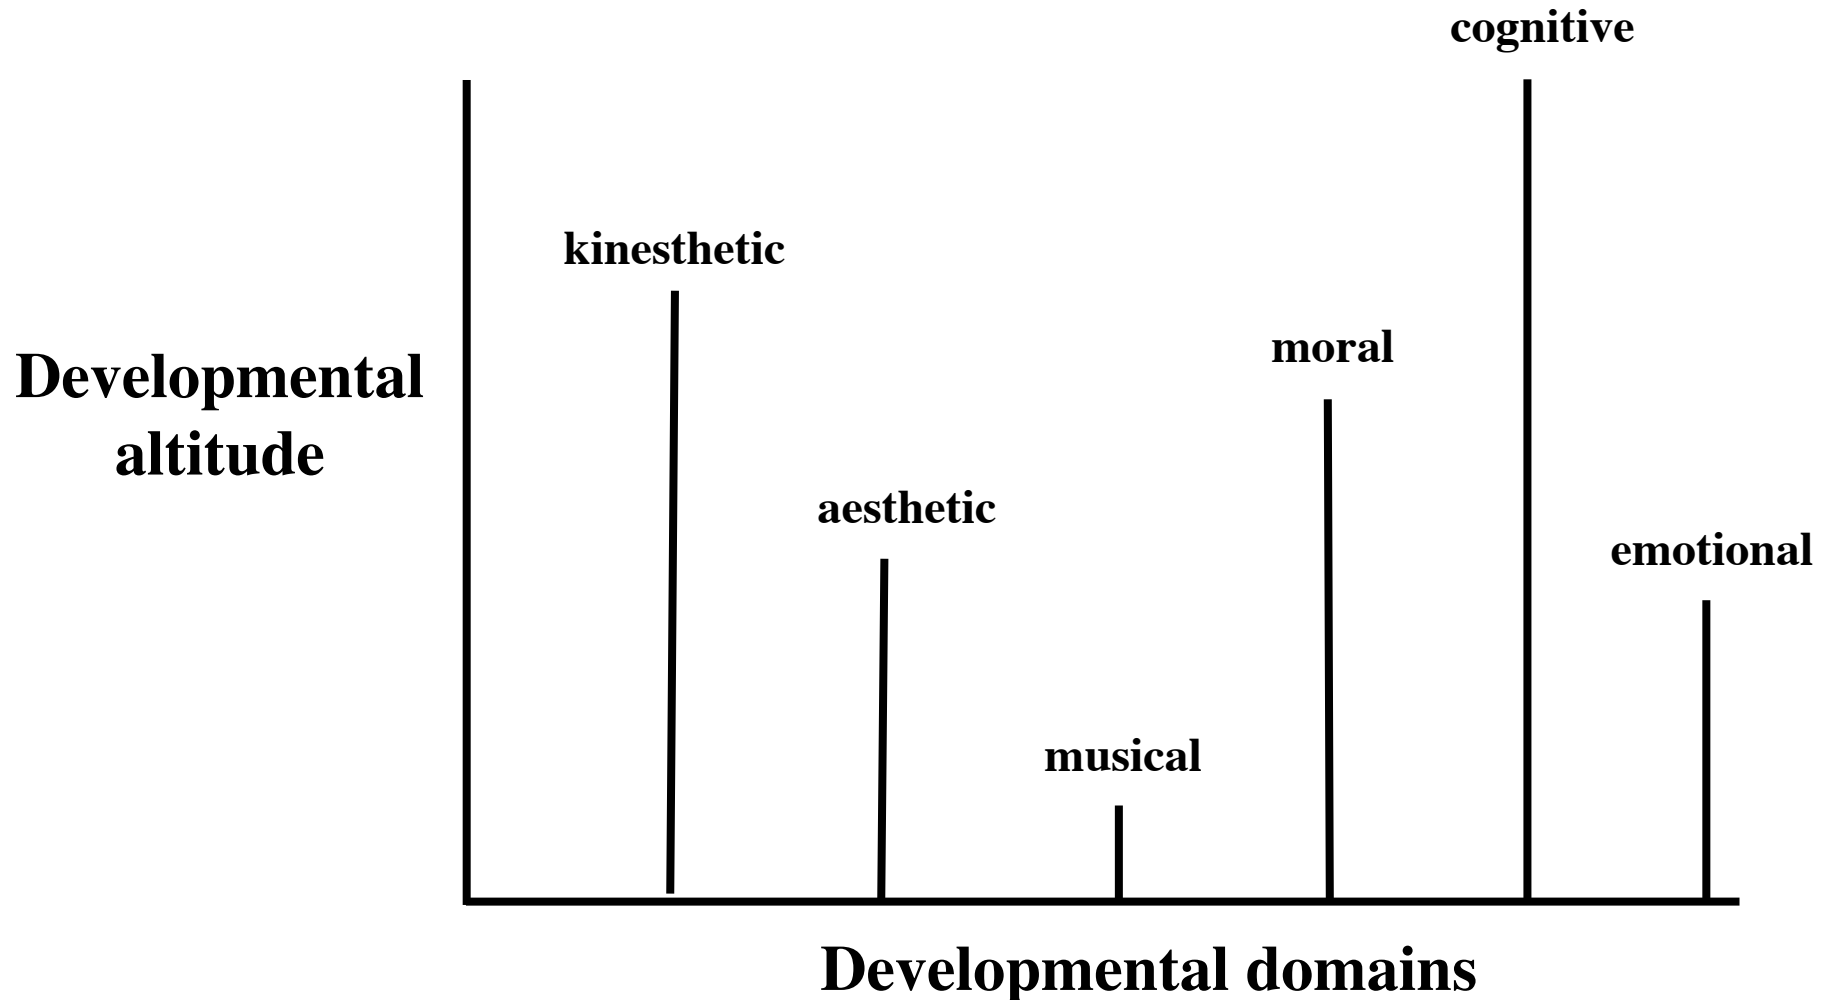 cognitive
kinesthetic
moral
Developmental
altitude
aesthetic
emotional
musical
Developmental domains